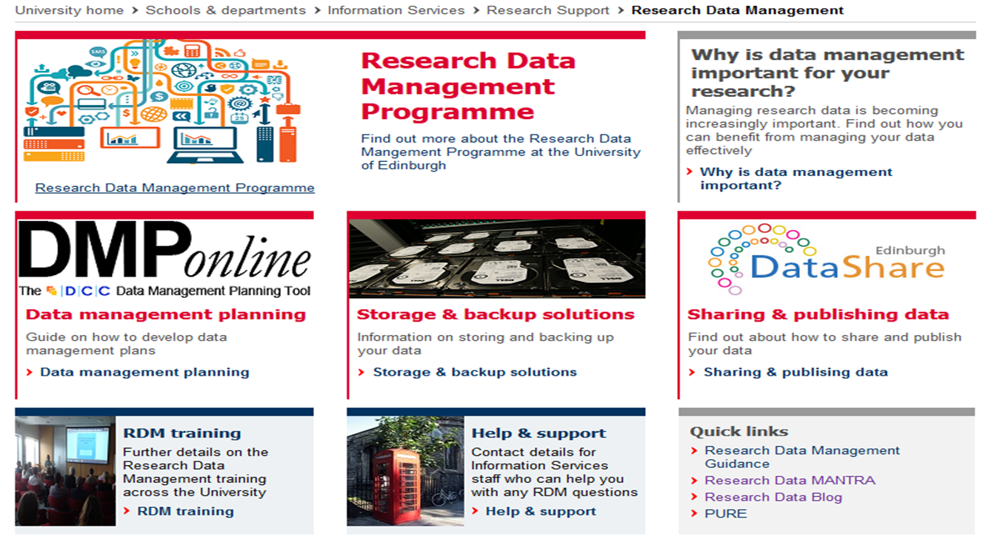 University home > Schools & departments > Information Services > Research Support > Research Data Management
Research Data
Management
Programme
Find out more about the Research Data
Mangement Programme at the University
of Edinburgh
SMS
25
Research Data Management Programme
Why is data management
important for your
research?
Managing research data is becoming
increasingly important. Find out how you
can benefit from managing your data
effectively
Why is data management
important?
DMPonline
The DCC Data Management Planning Tool
Data management planning
Guide on how to develop data
management plans
Data management planning
DELL
Storage & backup solutions
Information on storing and backing up
your data
Storage & backup solutions
Edinburgh
DataShare
Sharing & publishing data
Find out about how to share and publish
your data
Sharing & publising data
RDM training
Further details on the
Research Data
Management training
across the University
RDM training
Help & support
Contact details for
Information Services
staff who can help you
with any RDM questions
Help & support
Quick links
Research Data Management
Guidance
Research Data MANTRA
Research Data Blog
PURE